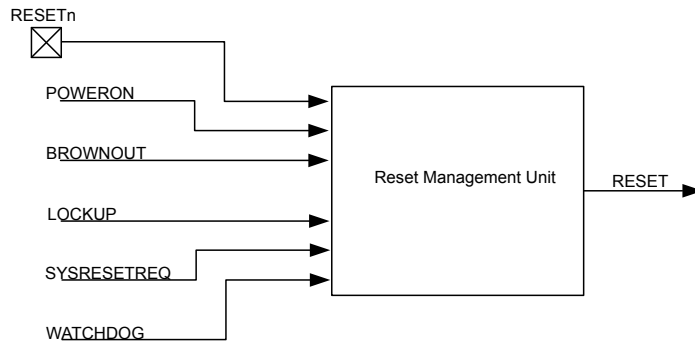 RESETn
POWERON
BROWNOUT
LOCKUP
SYSRESETREQ
WATCHDOG
Reset Management Unit
RESET